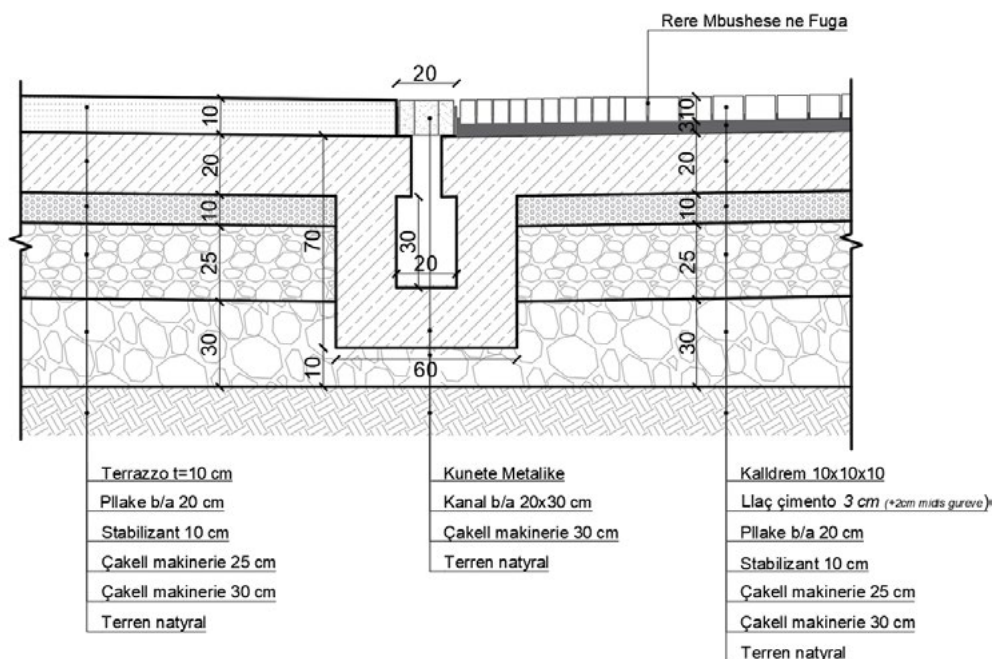 Rere Mbushese ne Fuga
20
10
20
10
25
30
70
10
30
20
60
10
3
20
10
25
30
Terrazzo t=10 cm
Pllake b/a 20 cm
Stabilizant 10 cm
Çakell makinerie 25 cm
Çakell makinerie 30 cm
Terren natyral
Kunete Metalike
Kanal b/a 20x30 cm
Çakell makinerie 30 cm
Terren natyral
Kalldrem 10x10x10
Llaç çimento 3 cm (+2cm midis gureve)
Pllake b/a 20 cm
Stabilizant 10 cm
Çakell makinerie 25 cm
Çakell makinerie 30 cm
Terren natyral